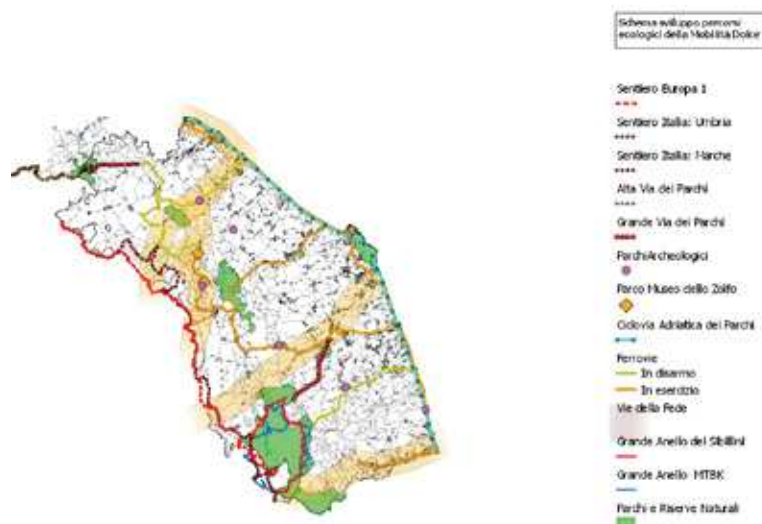 Schema sviluppo percorsi
ecologici della Mobilità Dolce
Sentiero Europa 1
Sentiero Italia: Umbria
Sentiero Italia: Marche
Alta Via dei Parchi
Grande Via dei Parchi
ParchiArcheologici
Parco Museo dello Zolfo
Ciclovia Adriatica dei Parchi
Ferrovie
In disarmo
In esercizio
Vie della Fede
Grande Anello dei Sibillini
Grande Anello MTBK
Parchi e Riserve Naturali